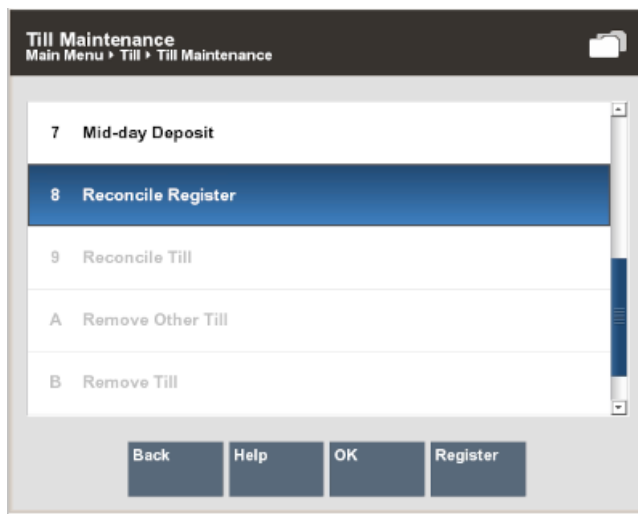 Till Maintenance
Main Menu ▸ Till ▸ Till Maintenance
7 Mid-day Deposit
8 Reconcile Register
9 Reconcile Till
A Remove Other Till
B Remove Till
Back Help OK Register